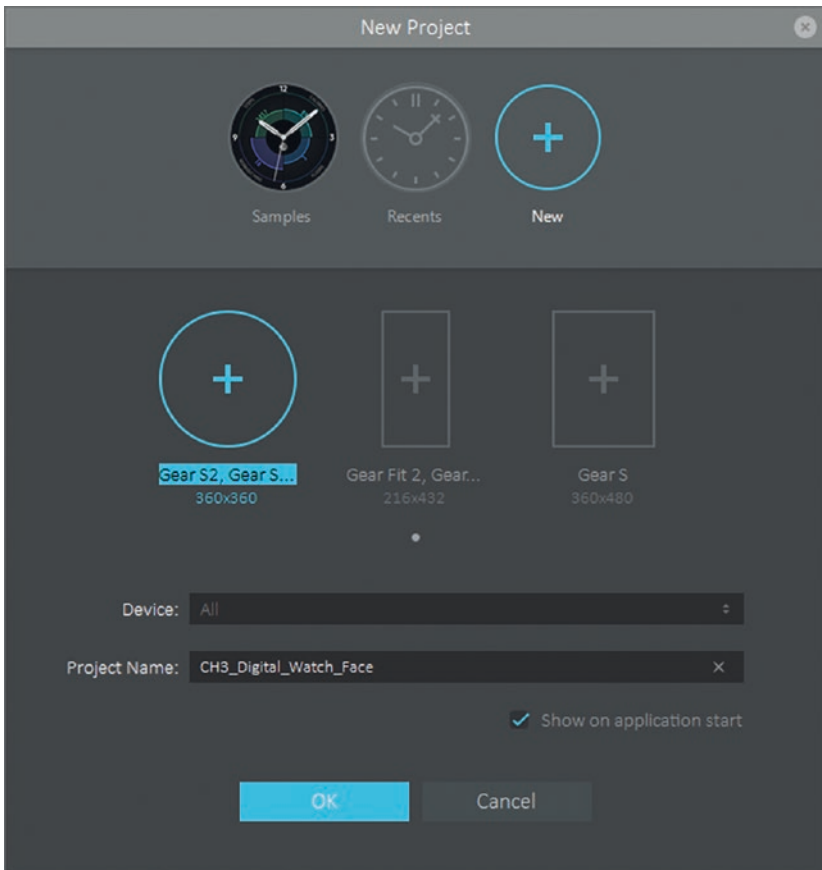 New Project
12
3
6
9
Samples
Recents
New
Gear S2, Gear S...
360x360
Gear Fit 2, Gear...
216x432
Gear S
360x480
Device:
All
Project Name:
CH3_Digital_Watch_Face
Show on application start
OK
Cancel